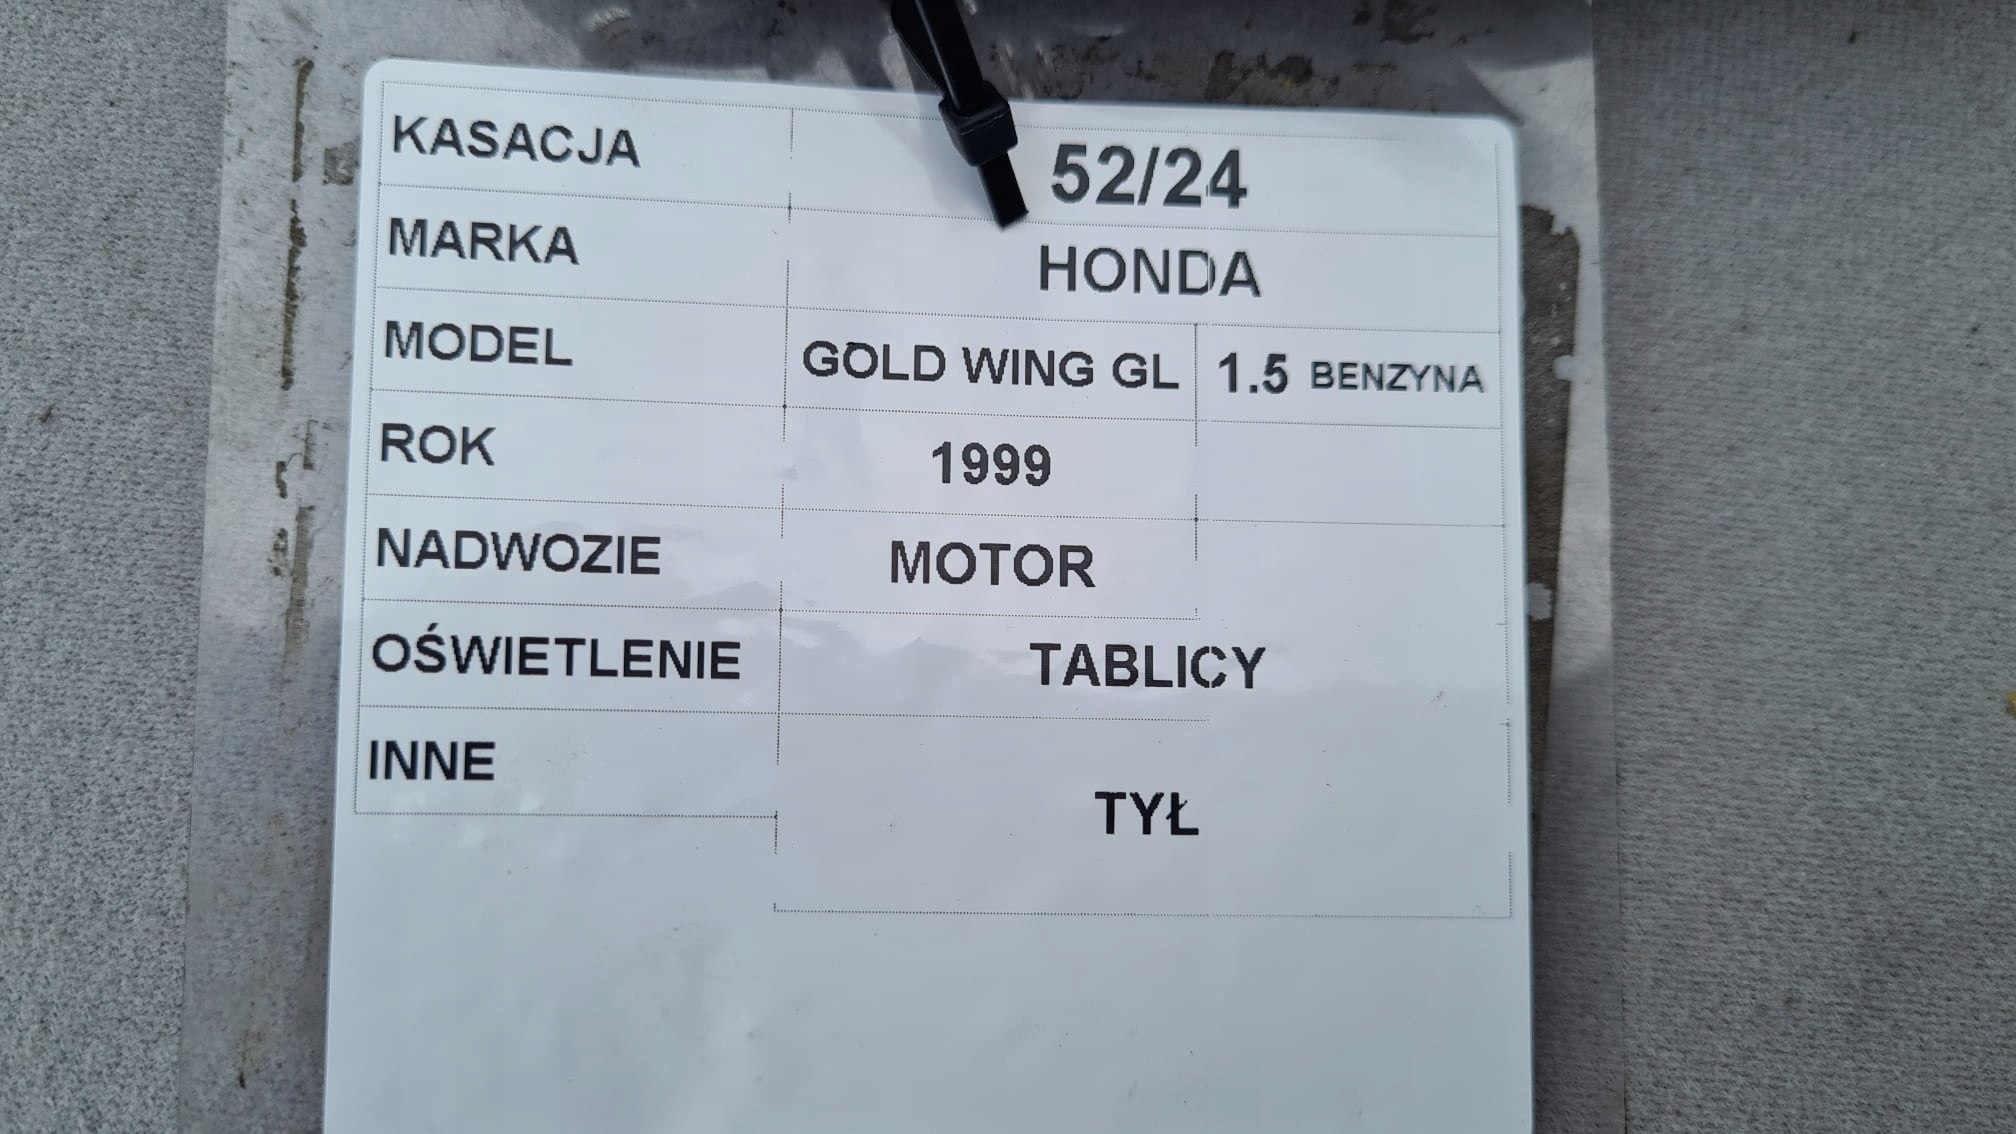 KASACJA 52/24
MARKA HONDA
MODEL GOLD WING GL 1.5 BENZYNA
ROK 1999
NADWOZIE MOTOR
OŚWIETLENIE TABLICY
INNE TYŁ